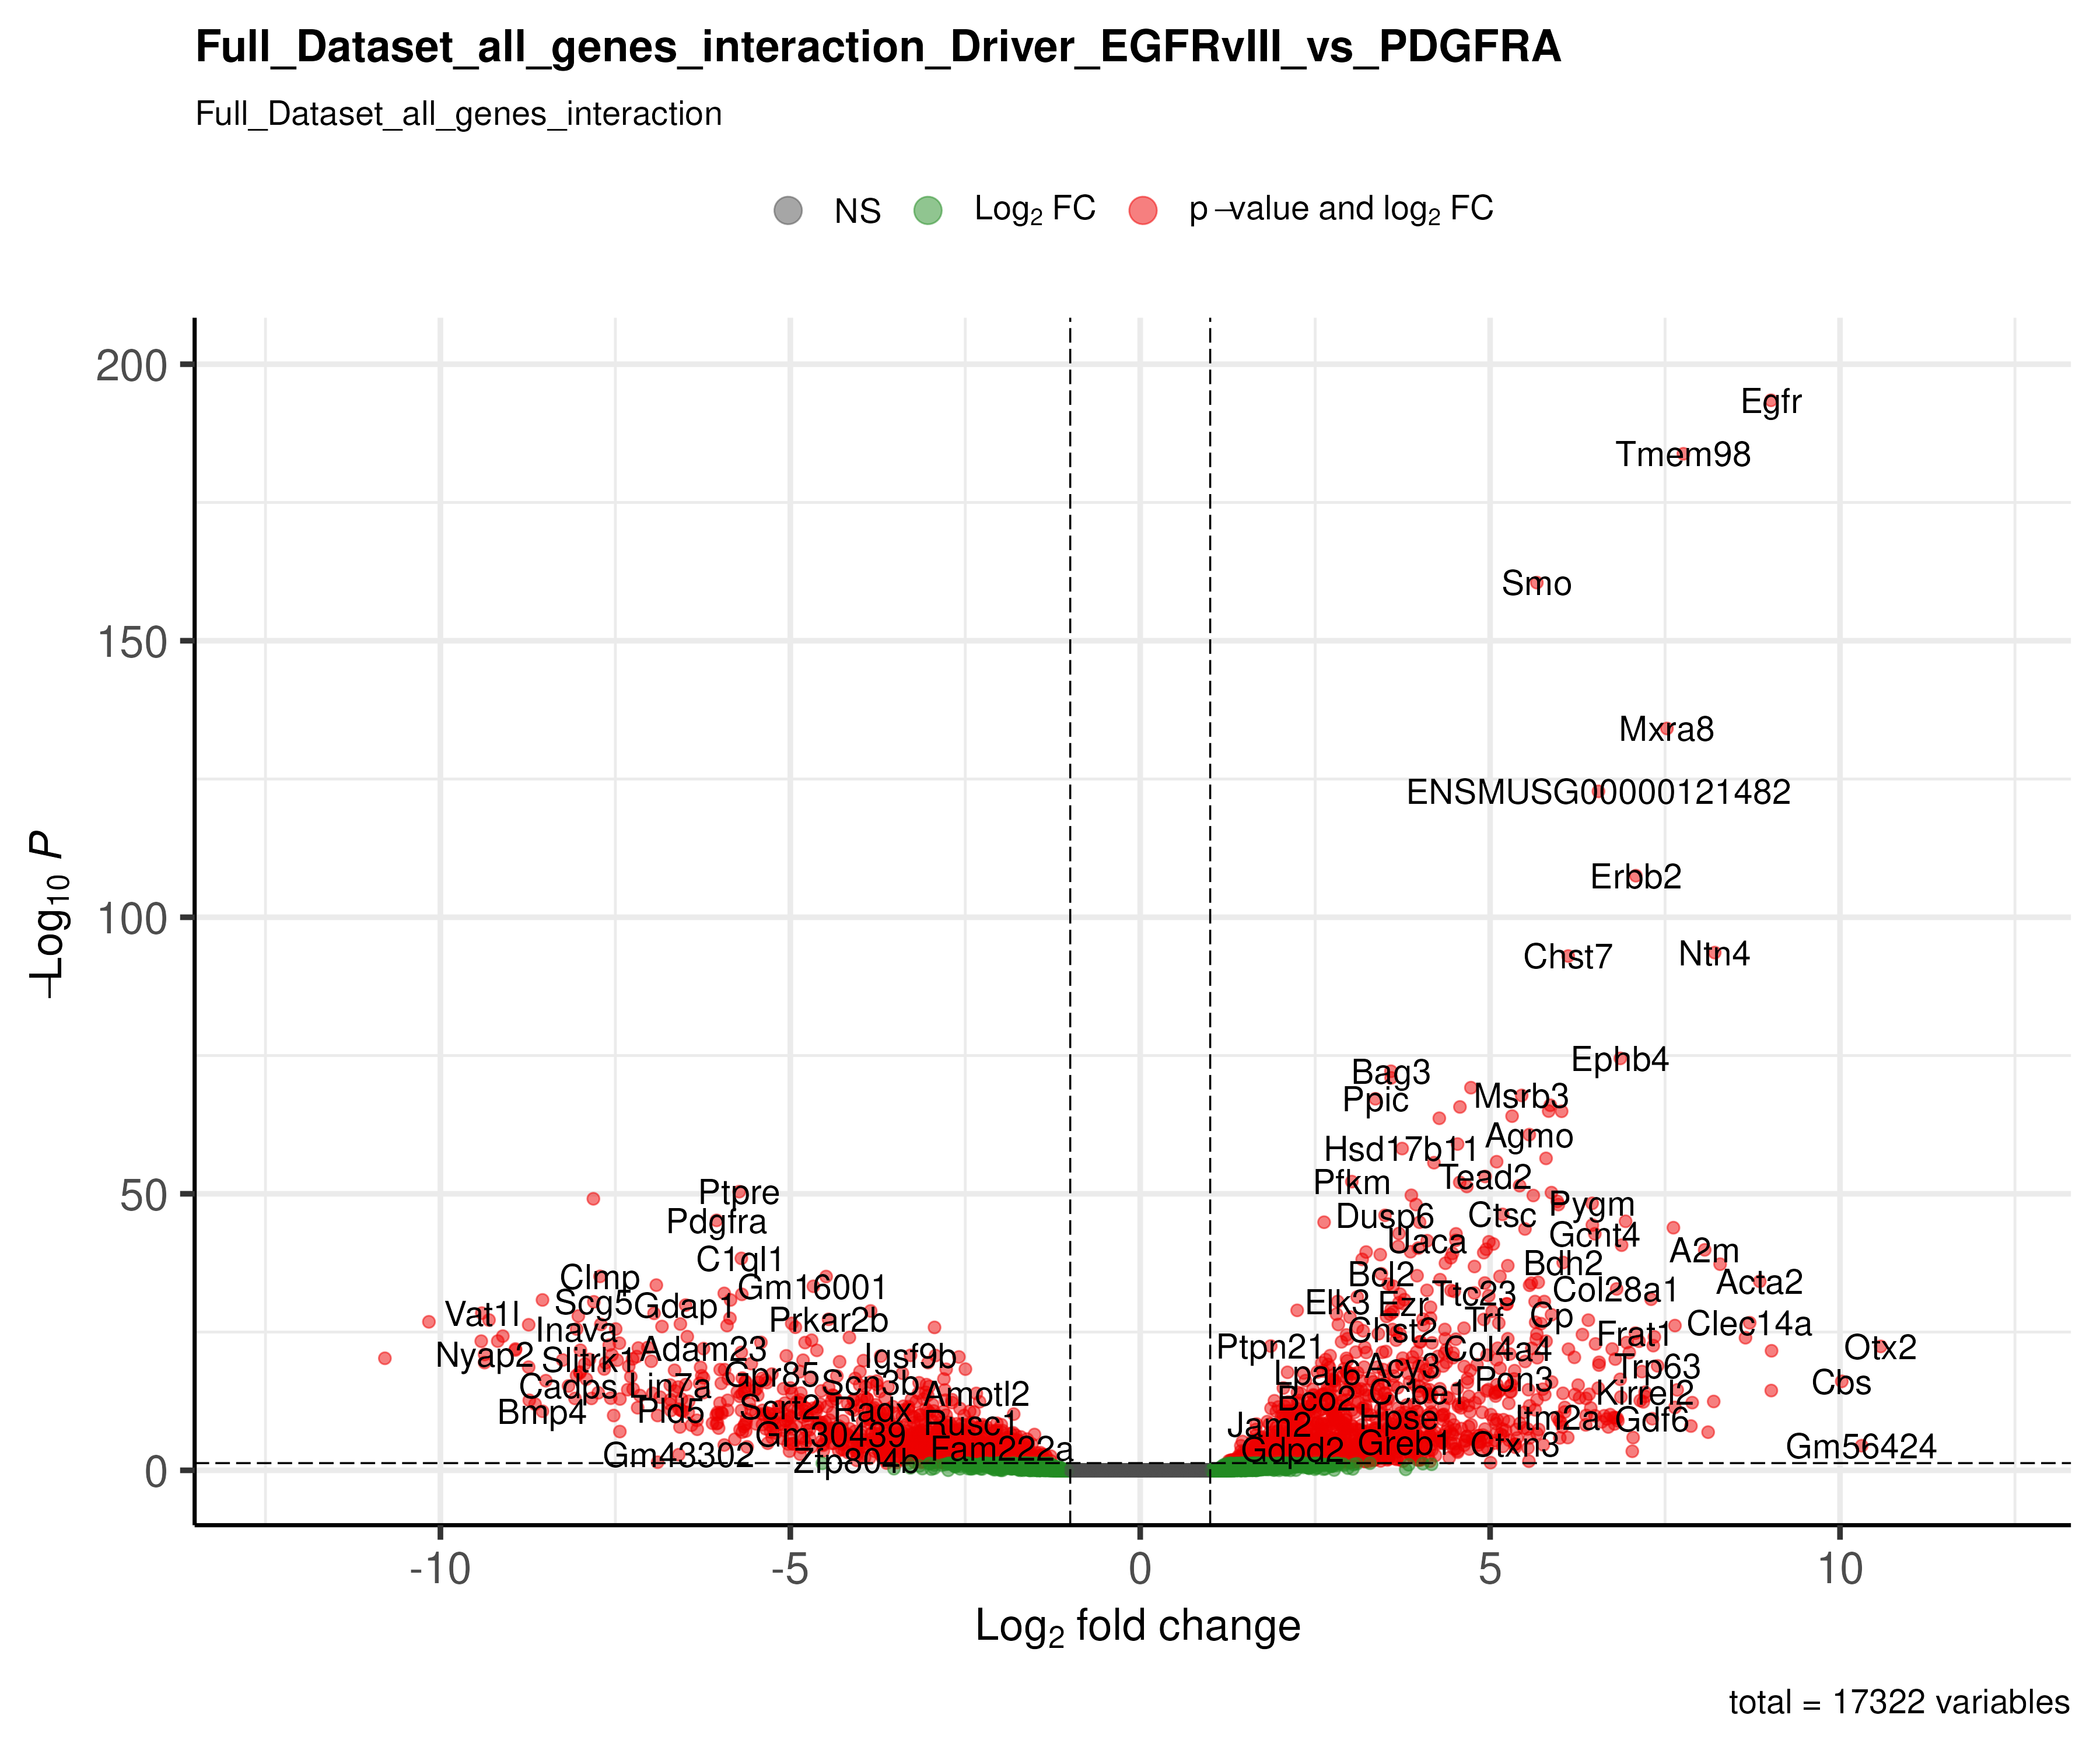 Full_Dataset_all_genes_interaction_Driver_EGFRvIII_vs_PDGFRA
Full_Dataset_all_genes_interaction
NS Log2 FC p−value and log2 FC
200
Egfr
Tmem98
Smo
150
Mxra8
ENSMUSG00000121482
−Log10 P
Erbb2
100
Chst7 Ntn4
Ephb4
Bag3
Ppic Msrb3
Agmo
Hsd17b11
Pfkm Tead2
50
Ptpre
Pygm
Pdgfra
Dusp6 Ctsc
Gcnt4
Uaca
C1ql1
A2m
Bdh2
Clmp Bcl2
Gm16001 Col28a1 Acta2
Scg5 Gdap1 Elk3 Ezr Ttc23
Vat1l Prkar2b Trf Cp Clec14a
Inava Chst2 Frat1
Nyap2 Slitrk1 Adam23 Igsf9b Ptpn21 Col4a4 Otx2
Gpr85 Lpar6 Acy3 Trp63
Cadps Lin7a Scn3b Amotl2 Bco2 Ccbe1 Pon3 Kirrel2 Cbs
Bmp4 Pld5 Scrt2 Radx Rusc1 Jam2 Hpse Itm2a Gdf6
Gm30439
Gm43302 Zfp804b Fam222a Gdpd2 Greb1 Ctxn3 Gm56424
0
-10 -5 0 5 10
Log2 fold change
total = 17322 variables